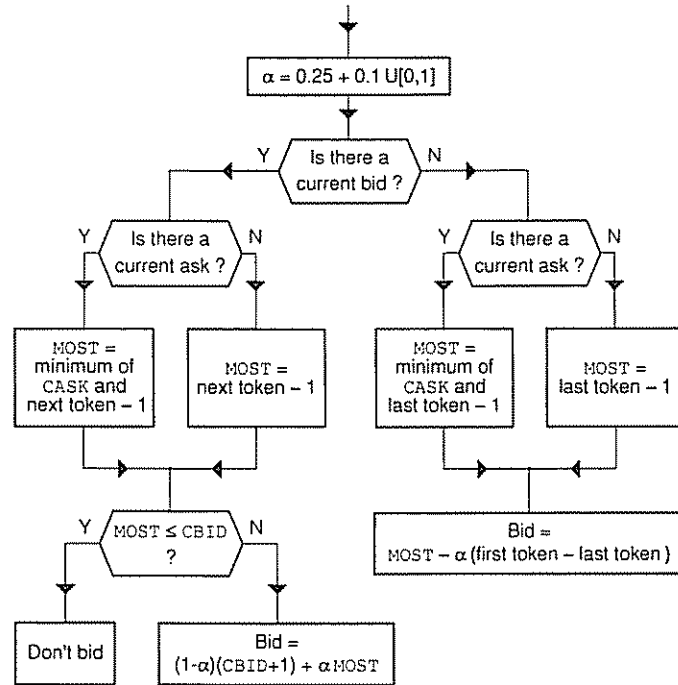 α = 0.25 + 0.1 U[0,1]
Y
Is there a
current bid ?
N
Y
Is there a
current ask ?
N
Y
Is there a
current ask ?
N
MOST =
minimum of
CASK and
next token – 1
MOST =
next token – 1
MOST =
minimum of
CASK and
last token – 1
MOST =
last token – 1
Y
MOST ≤ CBID
?
N
Bid =
MOST – α (first token – last token )
Don't bid
Bid =
(1-α)(CBID+1) + α MOST